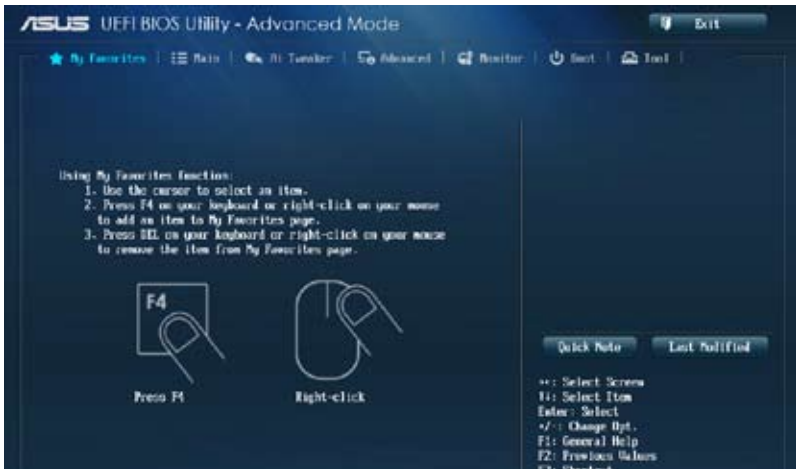 ASUS UEFI BIOS Utility - Advanced Mode
Exit
My Favorites | Main | Ai Tweaker | Advanced | Monitor | Boot | Tool |
Using My Favorites function:
1. Use the cursor to select an item.
2. Press F4 on your keyboard or right-click on your mouse
to add an item to My Favorites page.
3. Press DEL on your keyboard or right-click on your mouse
to remove the item from My Favorites page.
F4
Press F4
Right-click
Quick Note
Last Modified
→←: Select Screen
↑↓: Select Item
Enter: Select
+/-: Change Opt.
F1: General Help
F2: Previous Values